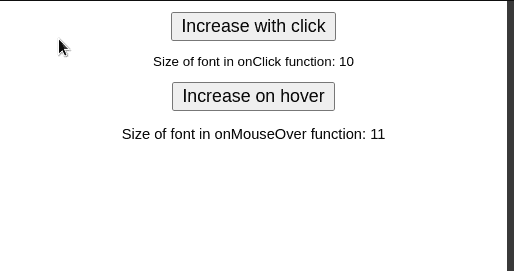 Increase with click
Size of font in onClick function: 10
Increase on hover
Size of font in onMouseOver function: 11